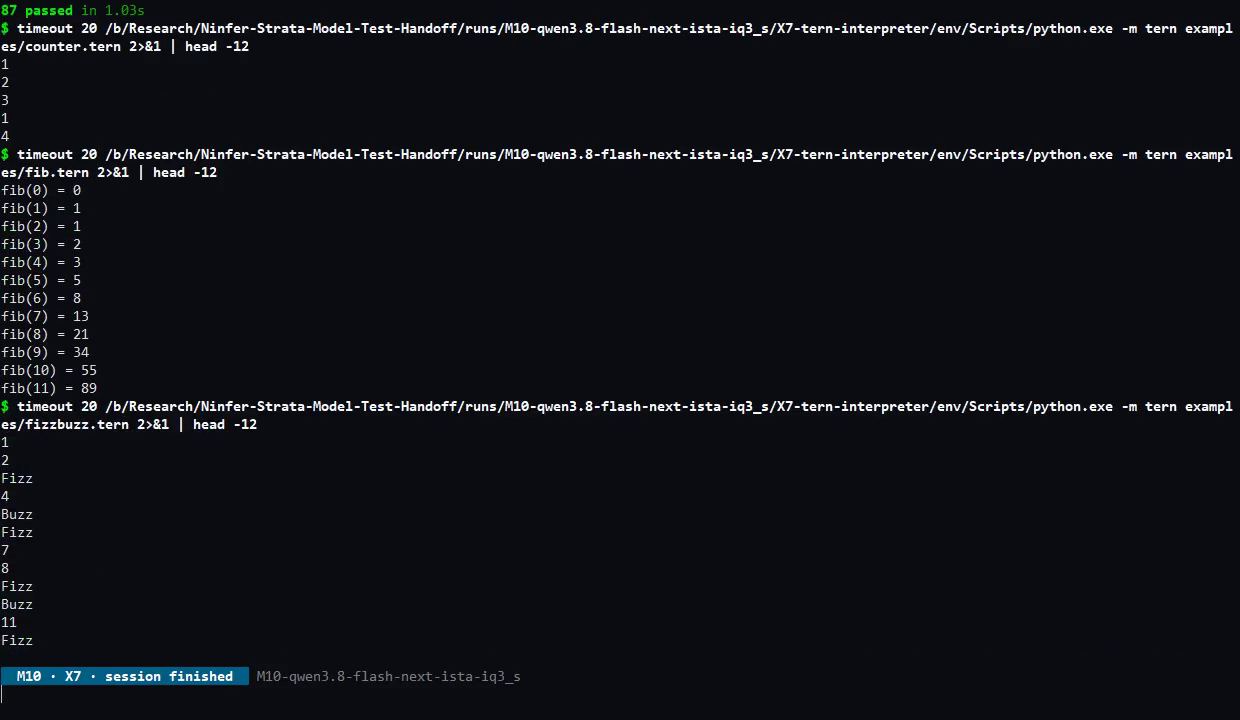 87 passed in 1.03s
$ timeout 20 /b/Research/Ninfer-Strata-Model-Test-Handoff/runs/M10-qwen3.8-flash-next-ista-iq3_s/X7-tern-interpreter/env/Scripts/python.exe -m tern exampl
es/counter.tern 2>&1 | head -12
1
2
3
1
4
$ timeout 20 /b/Research/Ninfer-Strata-Model-Test-Handoff/runs/M10-qwen3.8-flash-next-ista-iq3_s/X7-tern-interpreter/env/Scripts/python.exe -m tern exampl
es/fib.tern 2>&1 | head -12
fib(0) = 0
fib(1) = 1
fib(2) = 1
fib(3) = 2
fib(4) = 3
fib(5) = 5
fib(6) = 8
fib(7) = 13
fib(8) = 21
fib(9) = 34
fib(10) = 55
fib(11) = 89
$ timeout 20 /b/Research/Ninfer-Strata-Model-Test-Handoff/runs/M10-qwen3.8-flash-next-ista-iq3_s/X7-tern-interpreter/env/Scripts/python.exe -m tern exampl
es/fizzbuzz.tern 2>&1 | head -12
1
2
Fizz
4
Buzz
Fizz
7
8
Fizz
Buzz
11
Fizz
M10 · X7 · session finished M10-qwen3.8-flash-next-ista-iq3_s